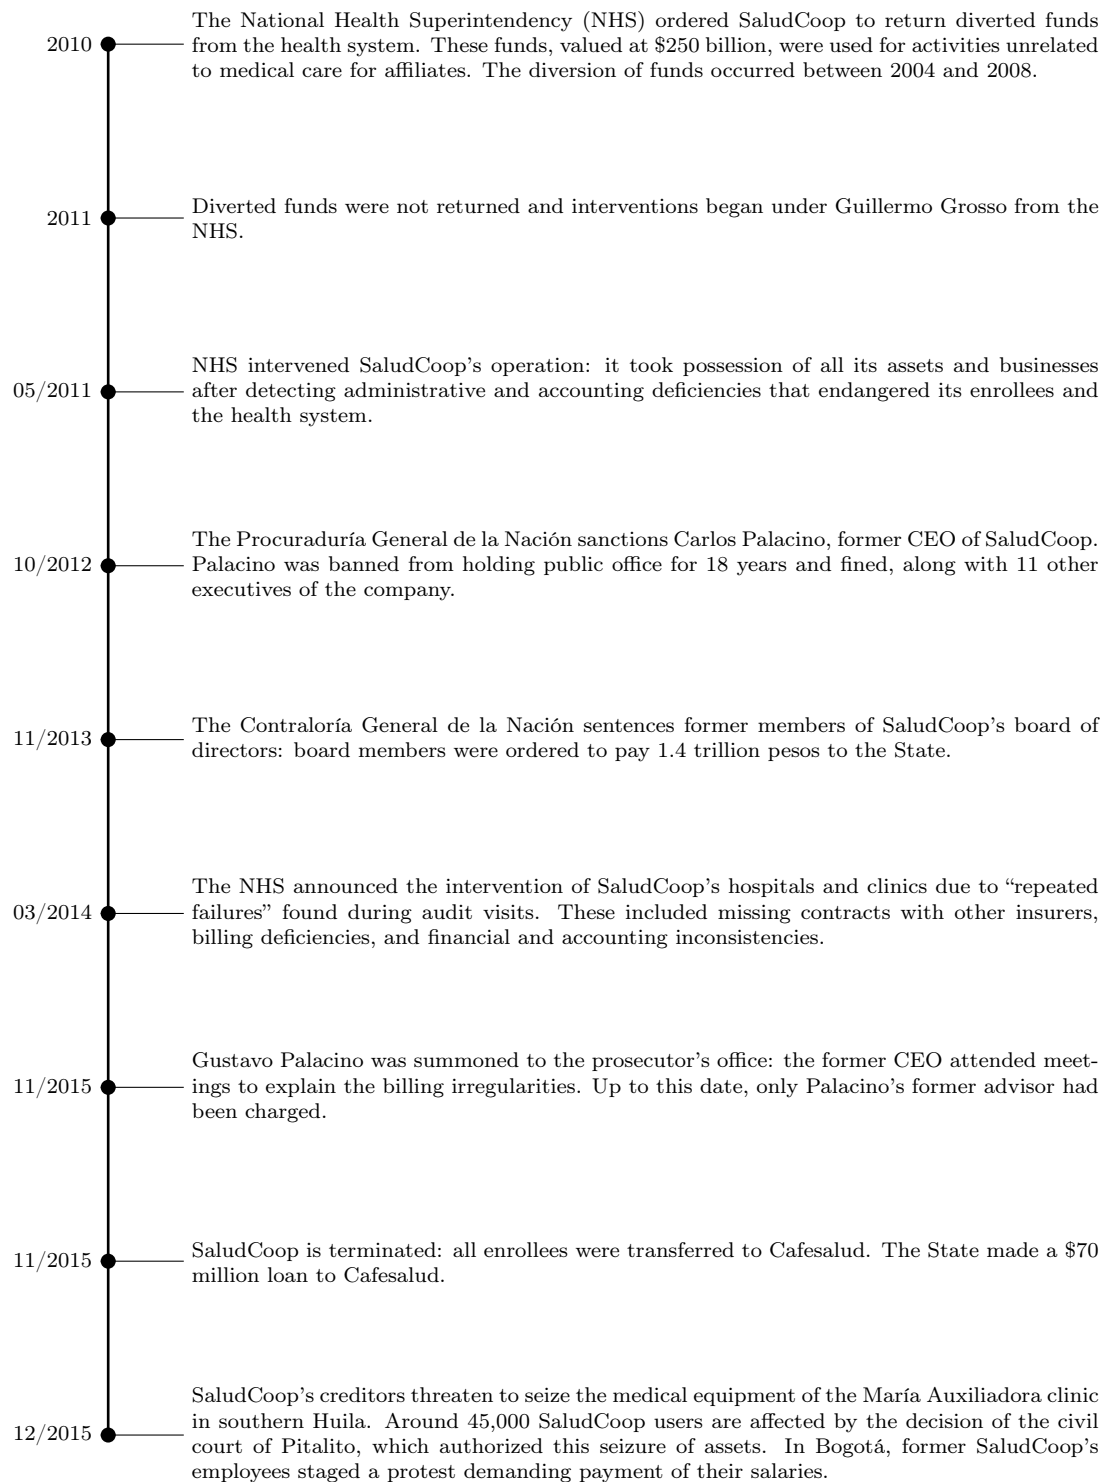 The National Health Superintendency (NHS) ordered SaludCoop to return diverted funds
2010 from the health system. These funds, valued at $250 billion, were used for activities unrelated
to medical care for affiliates. The diversion of funds occurred between 2004 and 2008.
2011 Diverted funds were not returned and interventions began under Guillermo Grosso from the
NHS.
NHS intervened SaludCoop's operation: it took possession of all its assets and businesses
05/2011 after detecting administrative and accounting deficiencies that endangered its enrollees and
the health system.
The Procuraduría General de la Nación sanctions Carlos Palacino, former CEO of SaludCoop.
10/2012 Palacino was banned from holding public office for 18 years and fined, along with 11 other
executives of the company.
11/2013 The Contraloría General de la Nación sentences former members of SaludCoop's board of
directors: board members were ordered to pay 1.4 trillion pesos to the State.
The NHS announced the intervention of SaludCoop's hospitals and clinics due to “repeated
03/2014 failures” found during audit visits. These included missing contracts with other insurers,
billing deficiencies, and financial and accounting inconsistencies.
Gustavo Palacino was summoned to the prosecutor's office: the former CEO attended meet-
11/2015 ings to explain the billing irregularities. Up to this date, only Palacino's former advisor had
been charged.
11/2015 SaludCoop is terminated: all enrollees were transferred to Cafesalud. The State made a $70
million loan to Cafesalud.
SaludCoop's creditors threaten to seize the medical equipment of the María Auxiliadora clinic
in southern Huila. Around 45,000 SaludCoop users are affected by the decision of the civil
12/2015 court of Pitalito, which authorized this seizure of assets. In Bogotá, former SaludCoop's
employees staged a protest demanding payment of their salaries.